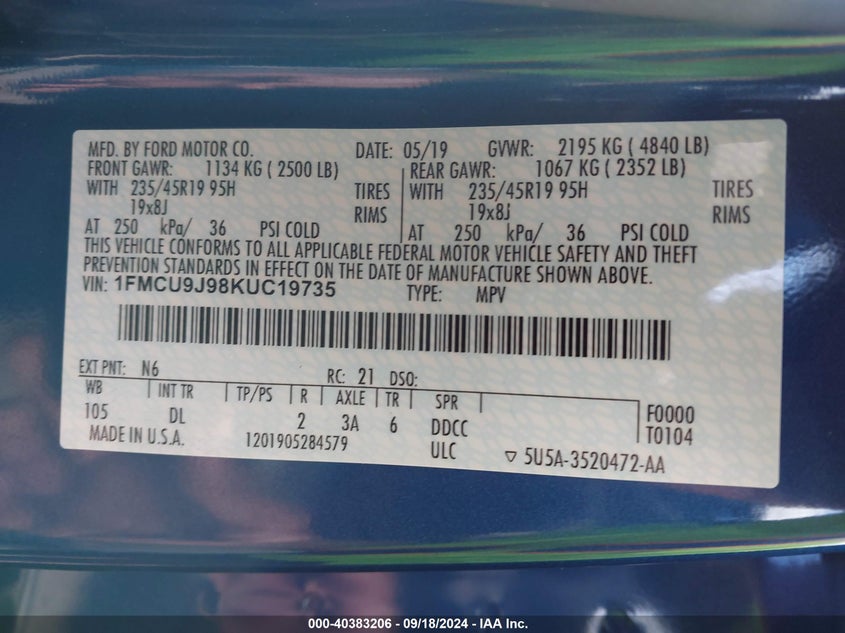 MFD. BY FORD MOTOR CO. DATE: 05/19 GVWR: 2195 KG ( 4840 LB)
FRONT GAWR: 1134 KG ( 2500 LB) REAR GAWR: 1067 KG ( 2352 LB)
WITH 235/45R19 95H TIRES WITH 235/45R19 95H TIRES
19x8J RIMS 19x8J RIMS
AT 250 kPa/ 36 PSI COLD AT 250 kPa/ 36 PSI COLD
THIS VEHICLE CONFORMS TO ALL APPLICABLE FEDERAL MOTOR VEHICLE SAFETY AND THEFT
PREVENTION STANDARDS IN EFFECT ON THE DATE OF MANUFACTURE SHOWN ABOVE.
VIN: 1FMCU9J98KUC19735 TYPE: MPV
EXT PNT: N6 RC: 21 DSO:
WB INT TR TP/PS R AXLE TR SPR F0000
105 DL 2 3A 6 DDCC T0104
MADE IN U.S.A. 1201905284579 ULC ▽ 5U5A-3520472-AA
000-40383206 - 09/18/2024 - IAA Inc.